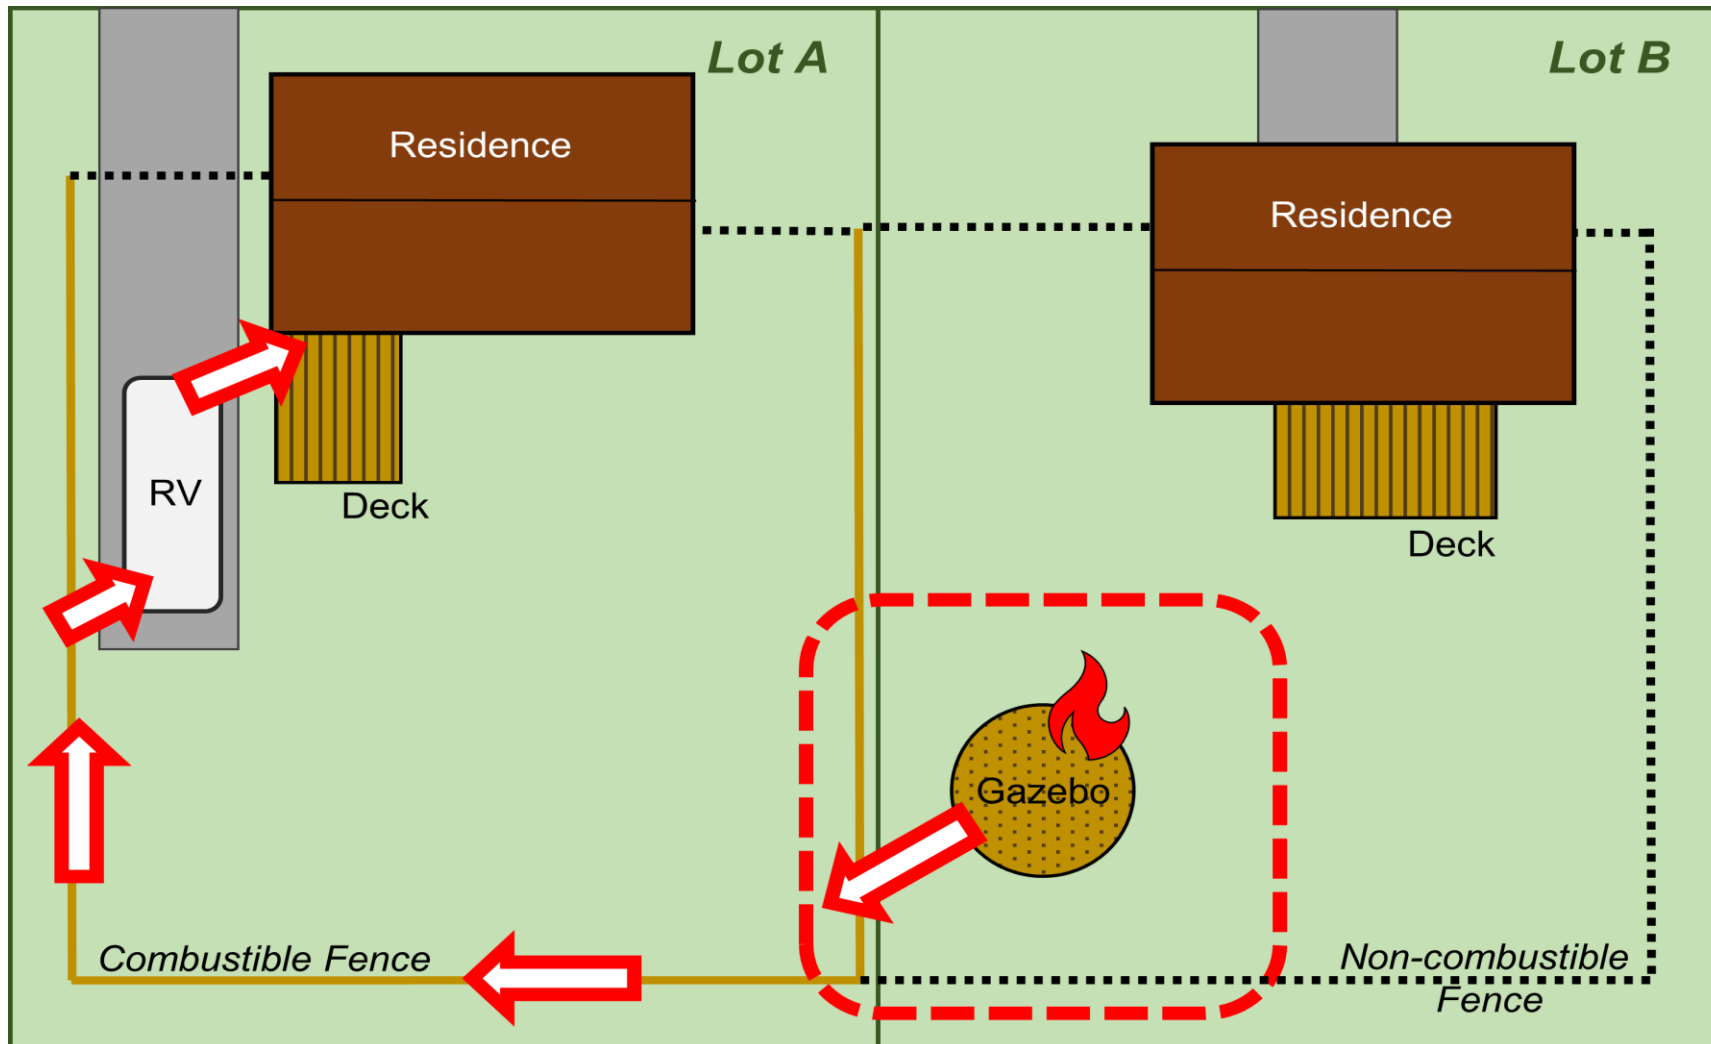 Lot A
Lot B
Residence
Residence
RV
Deck
Deck
Gazebo
Combustible Fence
Non-combustible
Fence